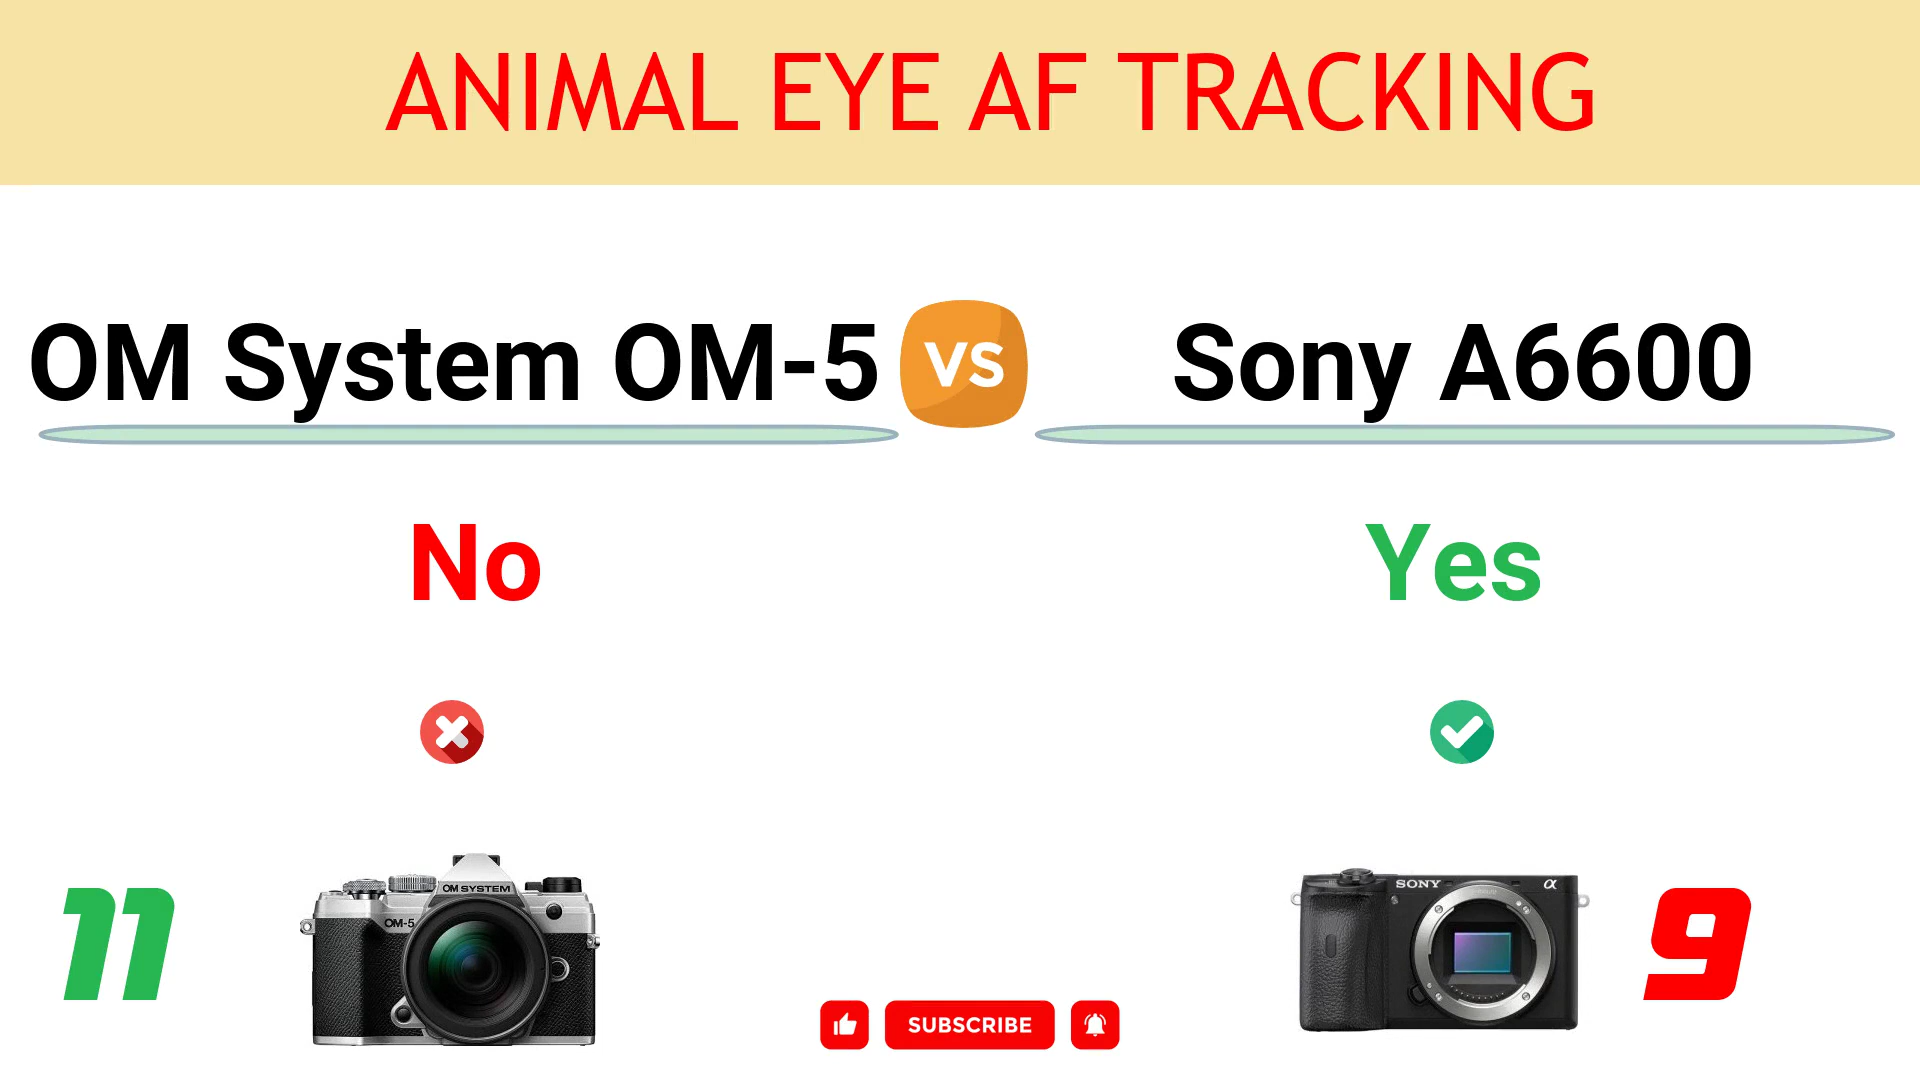 ANIMAL EYE AF TRACKING
OM System OM-5
VS
Sony A6600
No
Yes
11
OM SYSTEM
OM-5
SONY
α
9
SUBSCRIBE